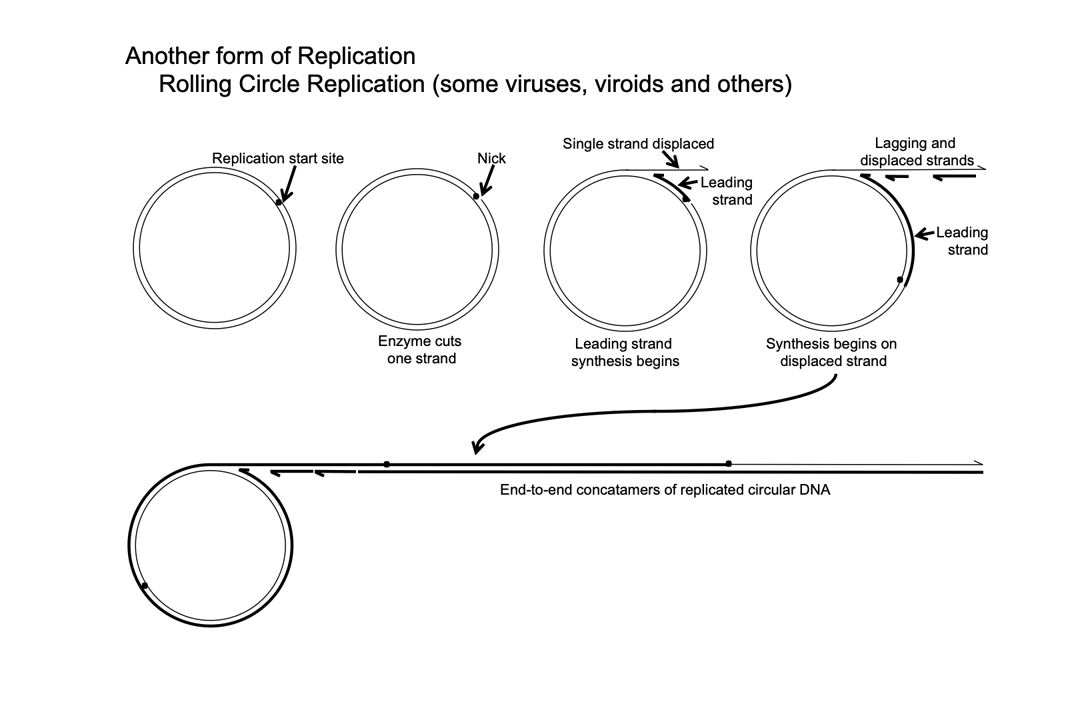 Another form of Replication
Rolling Circle Replication (some viruses, viroids and others)
Replication start site
Nick
Enzyme cuts
one strand
Single strand displaced
Leading
strand
Leading strand
synthesis begins
Lagging and
displaced strands
Leading
strand
Synthesis begins on
displaced strand
End-to-end concatamers of replicated circular DNA